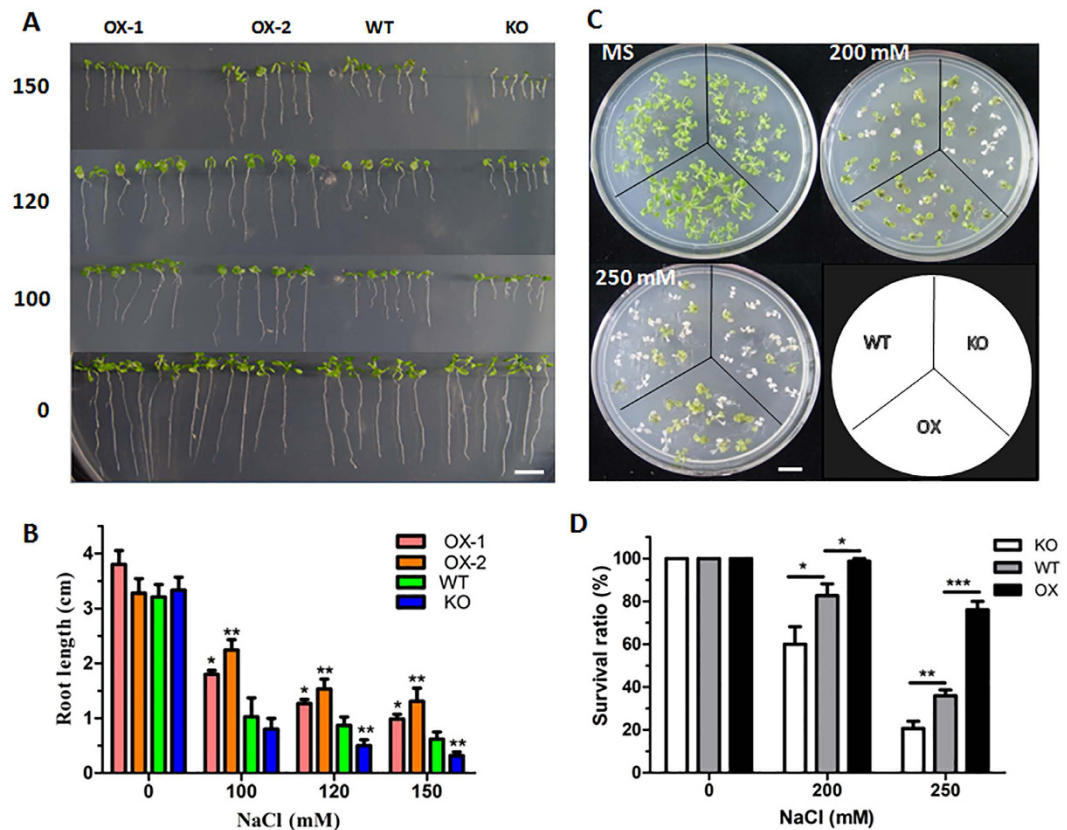 A
OX-1 OX-2 WT KO
150
120
100
0
B
Root length (cm)
4
3
2
1
0
OX-1
OX-2
WT
KO
* **
* ** **
* ** **
0 100 120 150
NaCl (mM)
C
MS
200 mM
250 mM
WT
KO
OX
D
Survival ratio (%)
100
80
60
40
20
0
KO
WT
OX
* *
** ***
0 200 250
NaCl (mM)